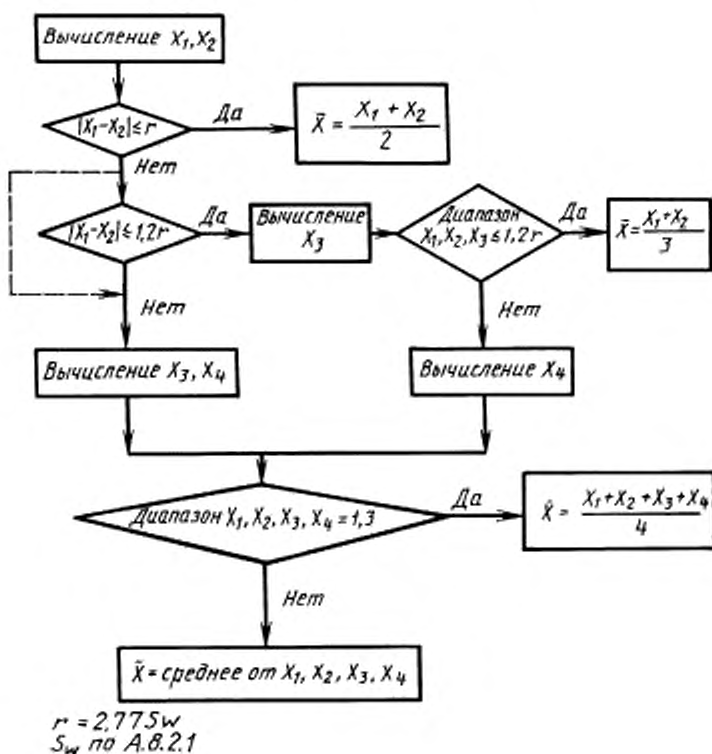 Вычисление X₁, X₂
|X₁-X₂|≤r
Да
X̄ = (X₁ + X₂)/2
Нет
|X₁-X₂|≤1,2r
Да
Вычисление
X₃
Диапазон
X₁, X₂, X₃ ≤1,2r
Да
X̄=(X₁+X₂)/3
Нет
Нет
Вычисление X₃, X₄
Вычисление X₄
Диапазон X₁, X₂, X₃, X₄ =1,3
Да
X̂ = (X₁+X₂+X₃+X₄)/4
Нет
X̃ = среднее от X₁, X₂, X₃, X₄
r = 2,77Sw
Sw по А.8.2.1